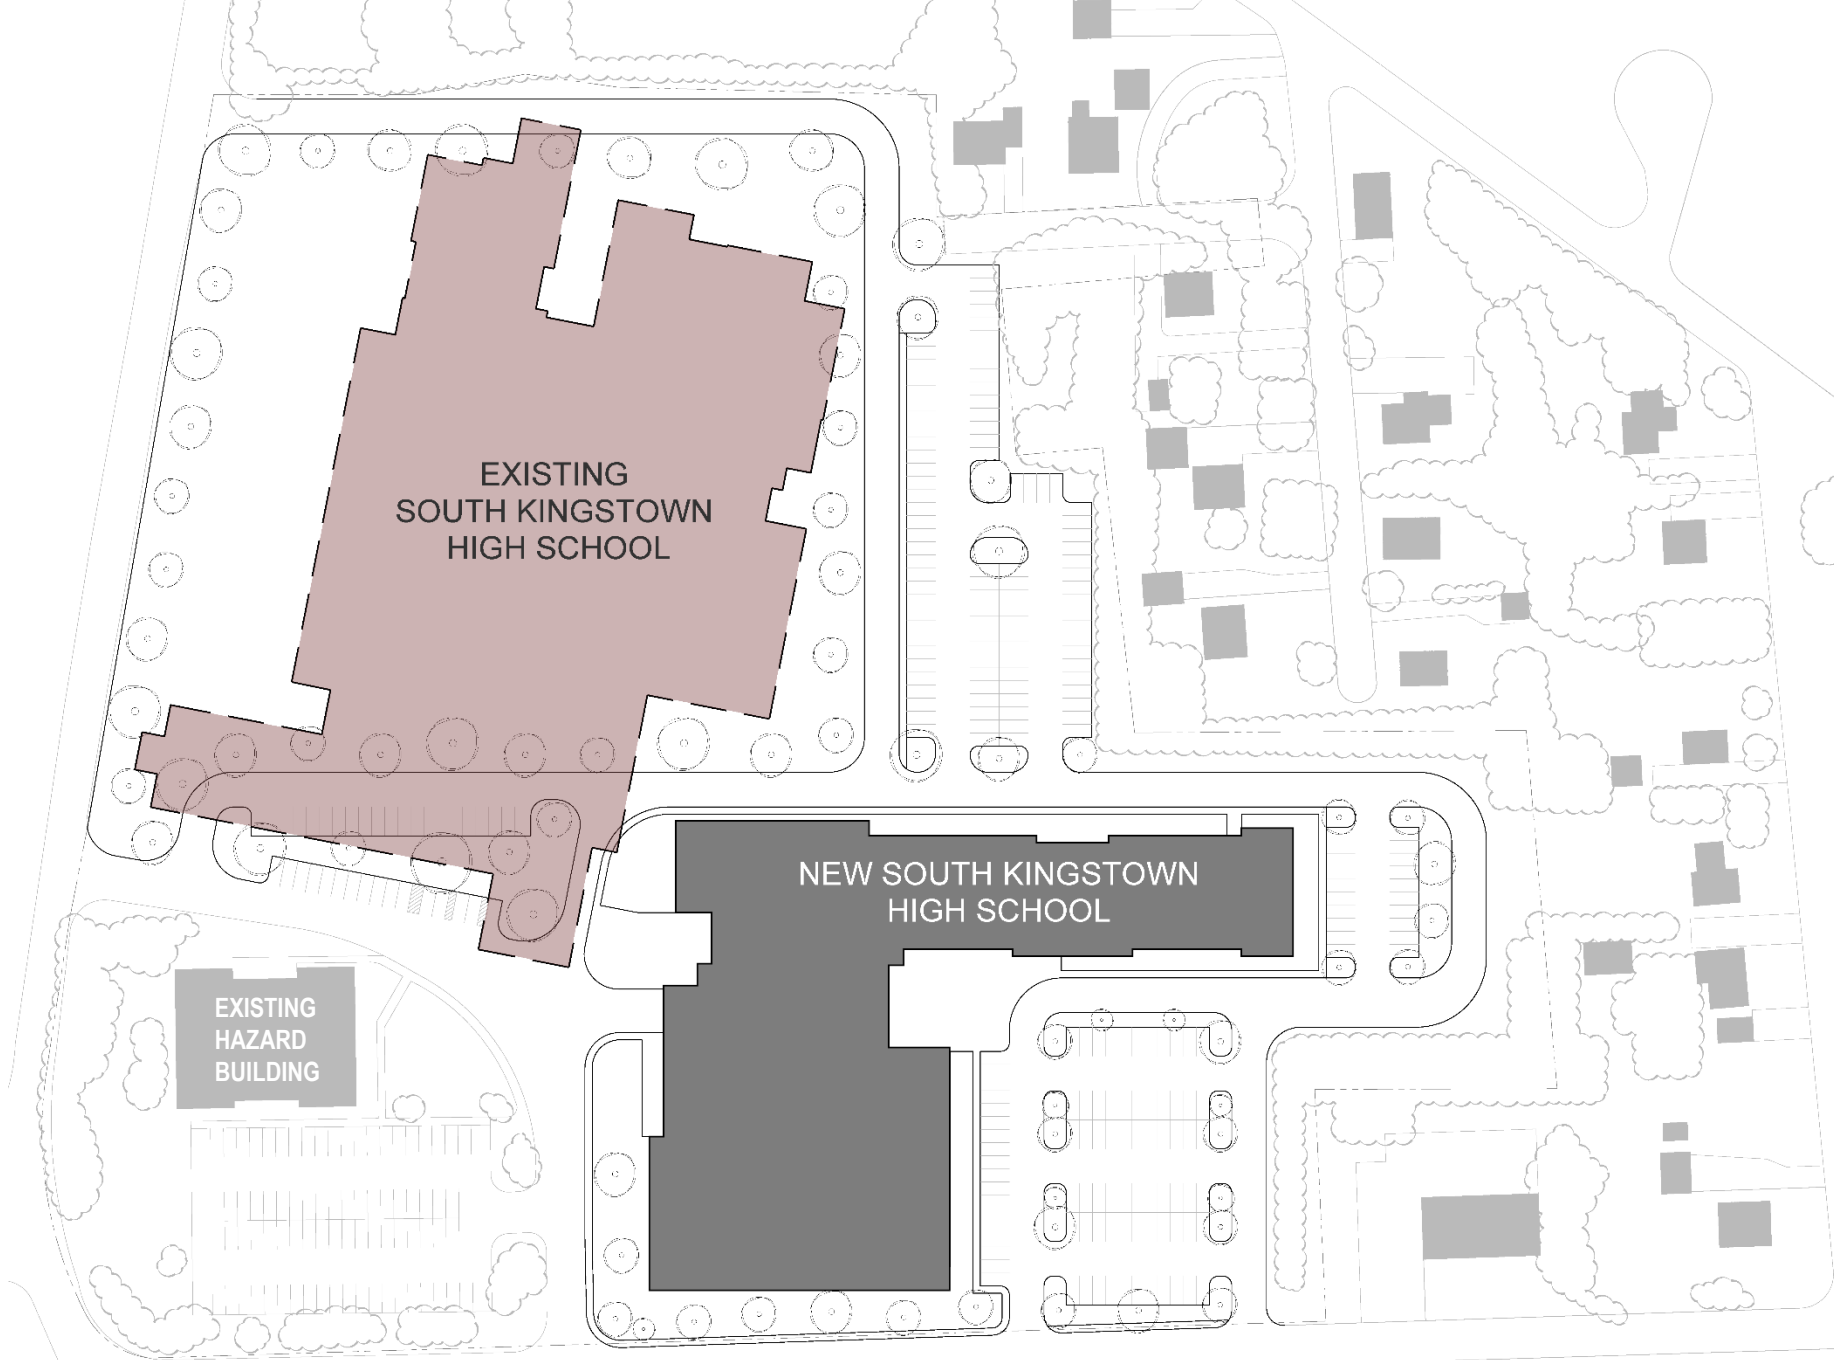 EXISTING
SOUTH KINGSTOWN
HIGH SCHOOL
NEW SOUTH KINGSTOWN
HIGH SCHOOL
EXISTING
HAZARD
BUILDING